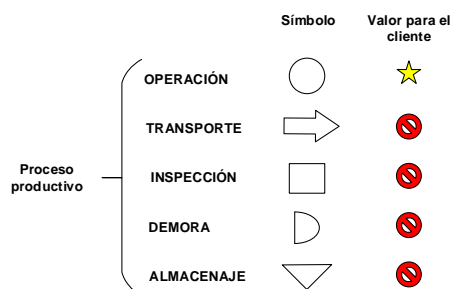 Símbolo
Valor para el
cliente
OPERACIÓN
TRANSPORTE
Proceso
productivo
INSPECCIÓN
DEMORA
ALMACENAJE